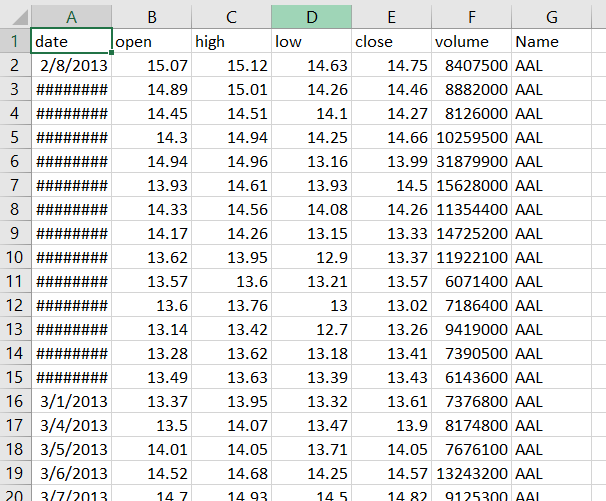 A B C D E F G
1 date open high low close volume Name
2 2/8/2013 15.07 15.12 14.63 14.75 8407500 AAL
3 ######## 14.89 15.01 14.26 14.46 8882000 AAL
4 ######## 14.45 14.51 14.1 14.27 8126000 AAL
5 ######## 14.3 14.94 14.25 14.66 10259500 AAL
6 ######## 14.94 14.96 13.16 13.99 31879900 AAL
7 ######## 13.93 14.61 13.93 14.5 15628000 AAL
8 ######## 14.33 14.56 14.08 14.26 11354400 AAL
9 ######## 14.17 14.26 13.15 13.33 14725200 AAL
10 ######## 13.62 13.95 12.9 13.37 11922100 AAL
11 ######## 13.57 13.6 13.21 13.57 6071400 AAL
12 ######## 13.6 13.76 13 13.02 7186400 AAL
13 ######## 13.14 13.42 12.7 13.26 9419000 AAL
14 ######## 13.28 13.62 13.18 13.41 7390500 AAL
15 ######## 13.49 13.63 13.39 13.43 6143600 AAL
16 3/1/2013 13.37 13.95 13.32 13.61 7376800 AAL
17 3/4/2013 13.5 14.07 13.47 13.9 8174800 AAL
18 3/5/2013 14.01 14.05 13.71 14.05 7676100 AAL
19 3/6/2013 14.52 14.68 14.25 14.57 13243200 AAL
20 3/7/2013 14.7 14.93 14.5 14.82 9125300 AAL